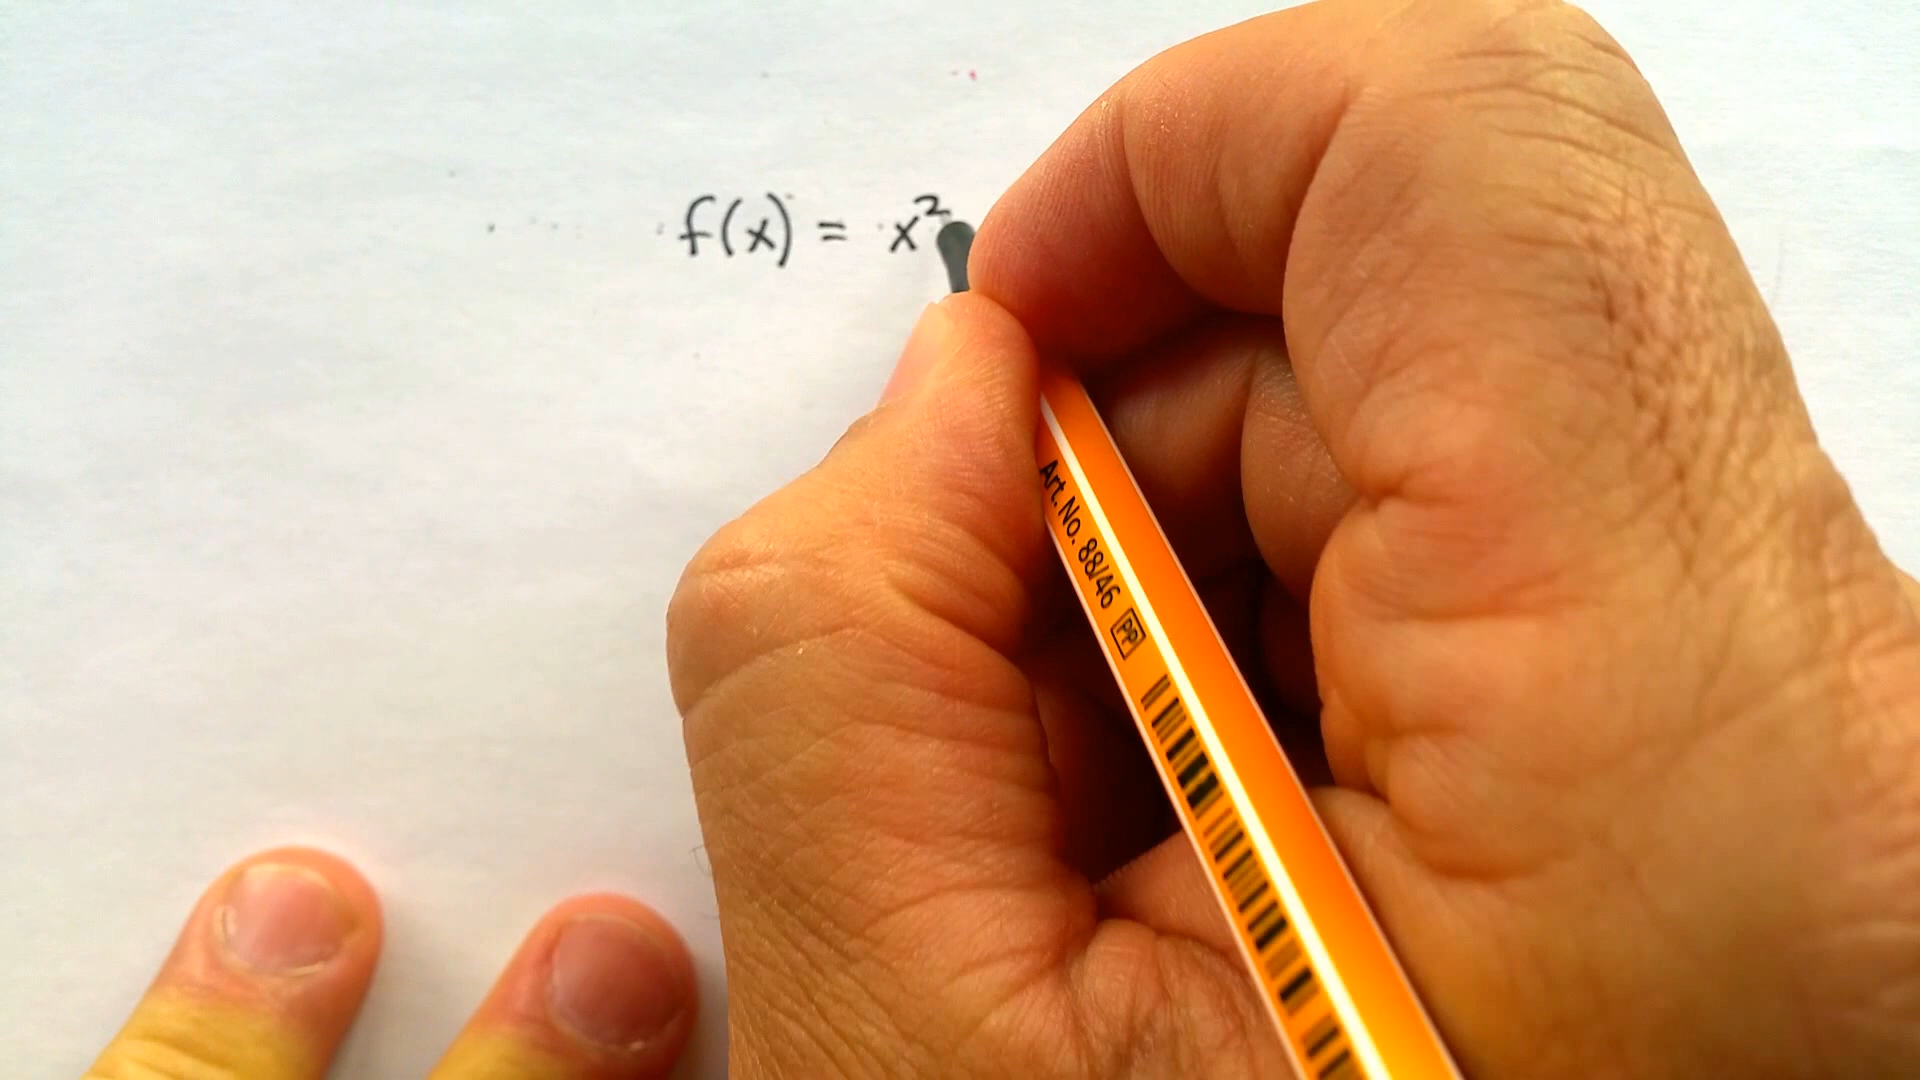 f(x) = x²
Art. No. 88/46 PP